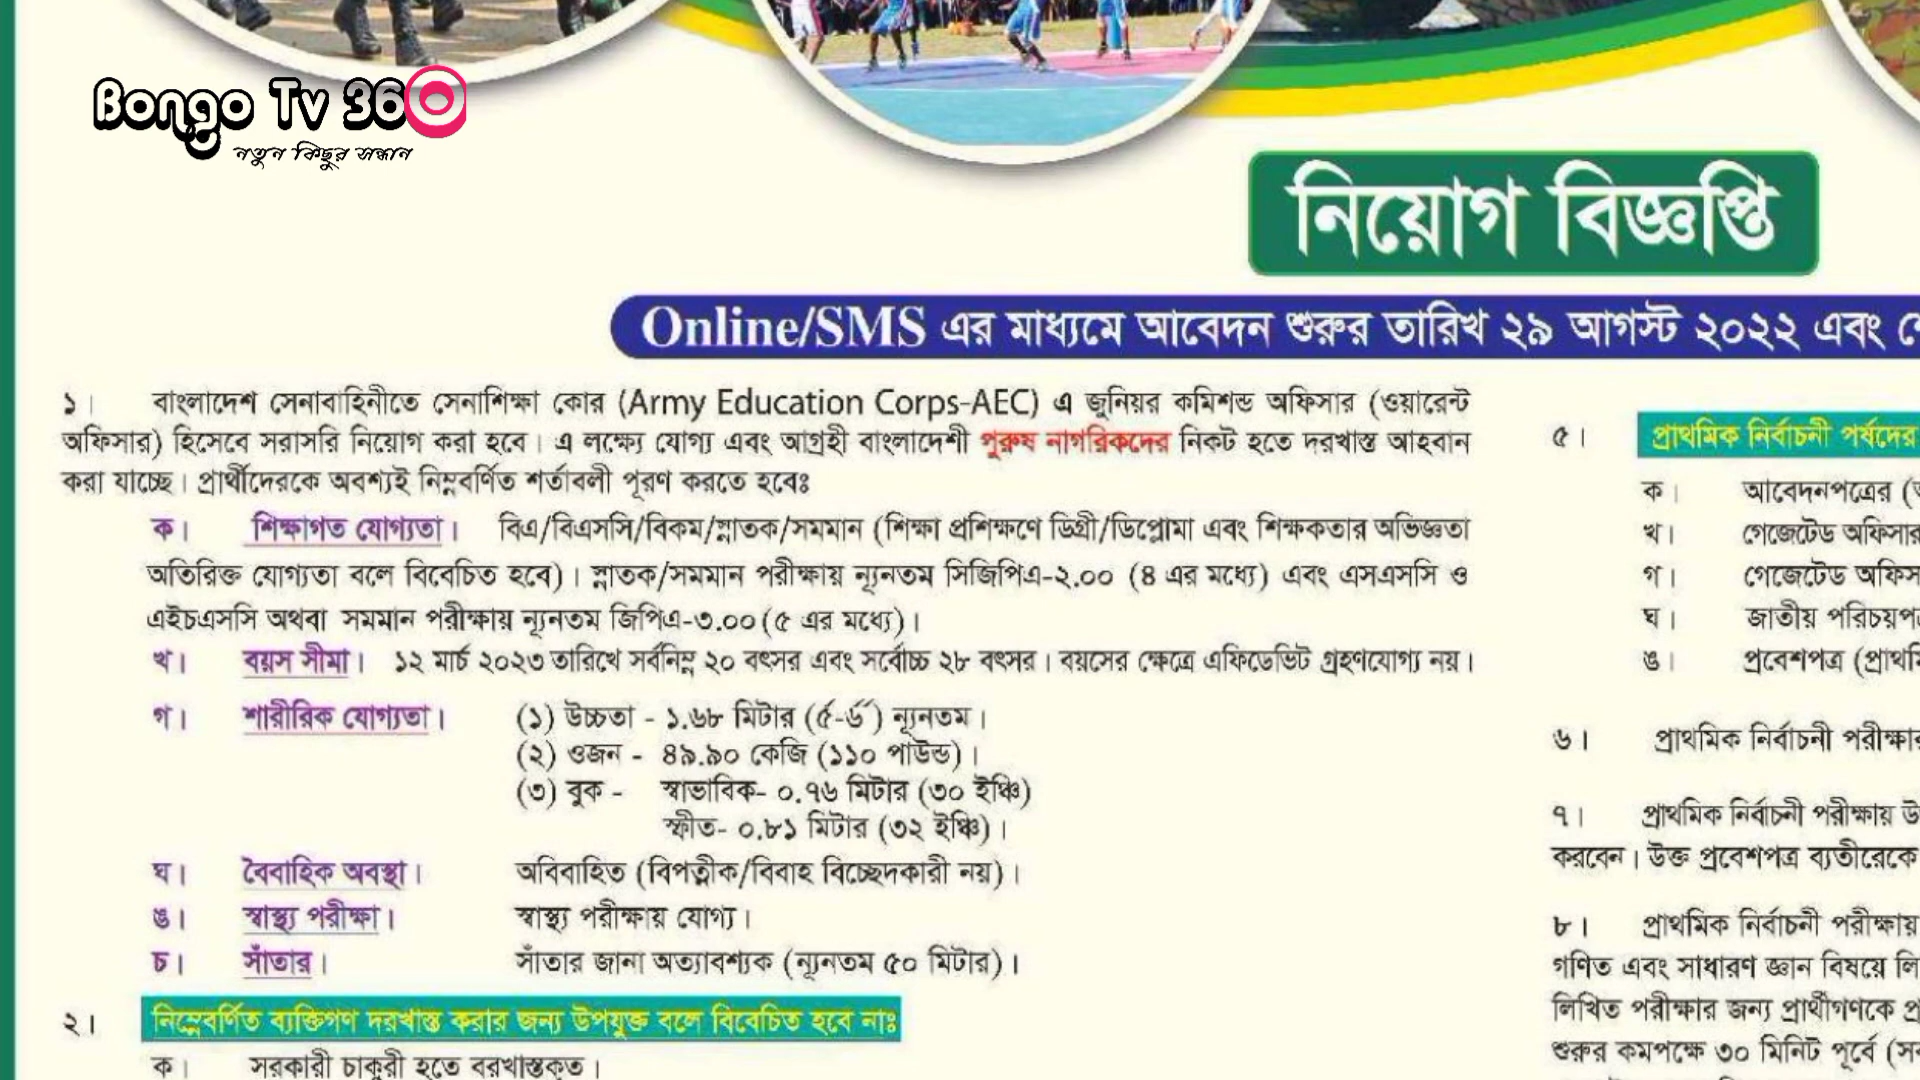 Bongo Tv 360
নতুন কিছুর সন্ধান
নিয়োগ বিজ্ঞপ্তি
Online/SMS এর মাধ্যমে আবেদন শুরুর তারিখ ২৯ আগস্ট ২০২২ এবং
১। বাংলাদেশ সেনাবাহিনীতে সেনাশিক্ষা কোর (Army Education Corps-AEC) এ জুনিয়র কমিশন্ড অফিসার (ওয়ারেন্ট
অফিসার) হিসেবে সরাসরি নিয়োগ করা হবে। এ লক্ষ্যে যোগ্য এবং আগ্রহী বাংলাদেশী পুরুষ নাগরিকদের নিকট হতে দরখাস্ত আহবান
করা যাচ্ছে। প্রার্থীদেরকে অবশ্যই নিম্নবর্ণিত শর্তাবলী পূরণ করতে হবেঃ
ক। শিক্ষাগত যোগ্যতা। বিএ/বিএসসি/বিকম/স্নাতক/সমমান (শিক্ষা প্রশিক্ষণে ডিগ্রী/ডিপ্লোমা এবং শিক্ষকতার অভিজ্ঞতা
অতিরিক্ত যোগ্যতা বলে বিবেচিত হবে)। স্নাতক/সমমান পরীক্ষায় ন্যূনতম সিজিপিএ-২.০০ (৪ এর মধ্যে) এবং এসএসসি ও
এইচএসসি অথবা সমমান পরীক্ষায় ন্যূনতম জিপিএ-৩.০০ (৫ এর মধ্যে)।
খ। বয়স সীমা। ১২ মার্চ ২০২৩ তারিখে সর্বনিম্ন ২০ বৎসর এবং সর্বোচ্চ ২৮ বৎসর। বয়সের ক্ষেত্রে এফিডেভিট গ্রহণযোগ্য নয়।
গ। শারীরিক যোগ্যতা। (১) উচ্চতা - ১.৬৮ মিটার (৫′-৬″) ন্যূনতম।
(২) ওজন - ৪৯.৯০ কেজি (১১০ পাউন্ড)।
(৩) বুক - স্বাভাবিক- ০.৭৬ মিটার (৩০ ইঞ্চি)
স্ফীত- ০.৮১ মিটার (৩২ ইঞ্চি)।
ঘ। বৈবাহিক অবস্থা। অবিবাহিত (বিপত্নীক/বিবাহ বিচ্ছেদকারী নয়)।
ঙ। স্বাস্থ্য পরীক্ষা। স্বাস্থ্য পরীক্ষায় যোগ্য।
চ। সাঁতার। সাঁতার জানা অত্যাবশ্যক (ন্যূনতম ৫০ মিটার)।
২। নিম্নেবর্ণিত ব্যক্তিগণ দরখাস্ত করার জন্য উপযুক্ত বলে বিবেচিত হবে নাঃ
ক। সরকারী চাকুরী হতে বরখাস্তকৃত।
৫। প্রাথমিক নির্বাচনী পর্ষদের
ক। আবেদনপত্রের
খ। গেজেটেড অফিসার
গ। গেজেটেড
ঘ। জাতীয়
ঙ। প্রবেশপত্র
৬। প্রাথমিক নির্বাচনী পরীক্ষার
৭। প্রাথমিক নির্বাচনী পরীক্ষায়
করবেন। উক্ত প্রবেশপত্র ব্যতীরেকে
৮। প্রাথমিক নির্বাচনী পরীক্ষায়
গণিত এবং সাধারণ জ্ঞান বিষয়ে
লিখিত পরীক্ষার জন্য প্রার্থীগণকে
শুরুর কমপক্ষে ৩০ মিনিট পূর্বে